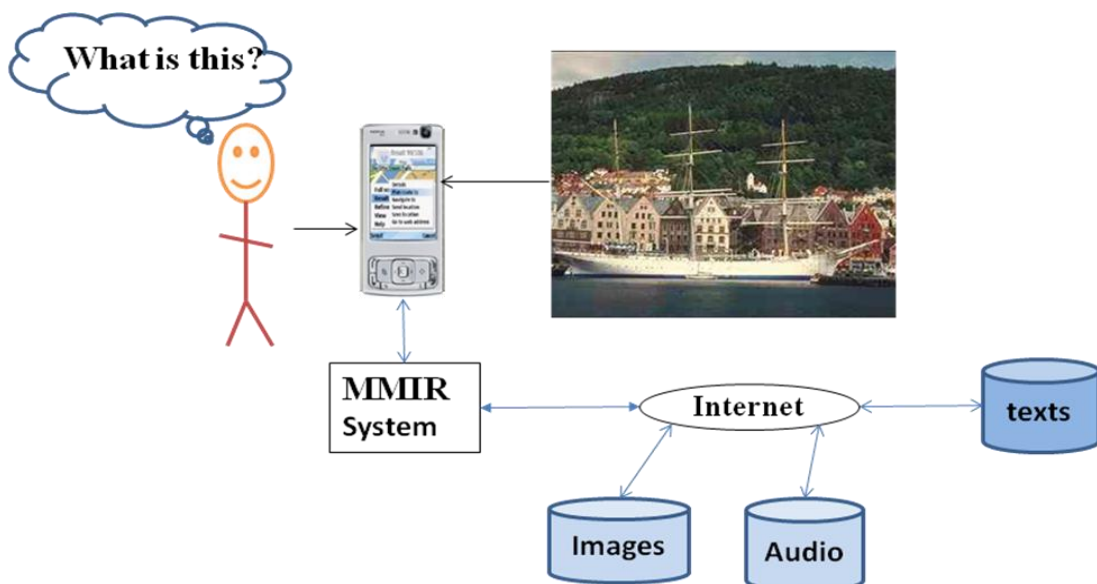 What is this?
MMIR
System
Internet
texts
Images
Audio